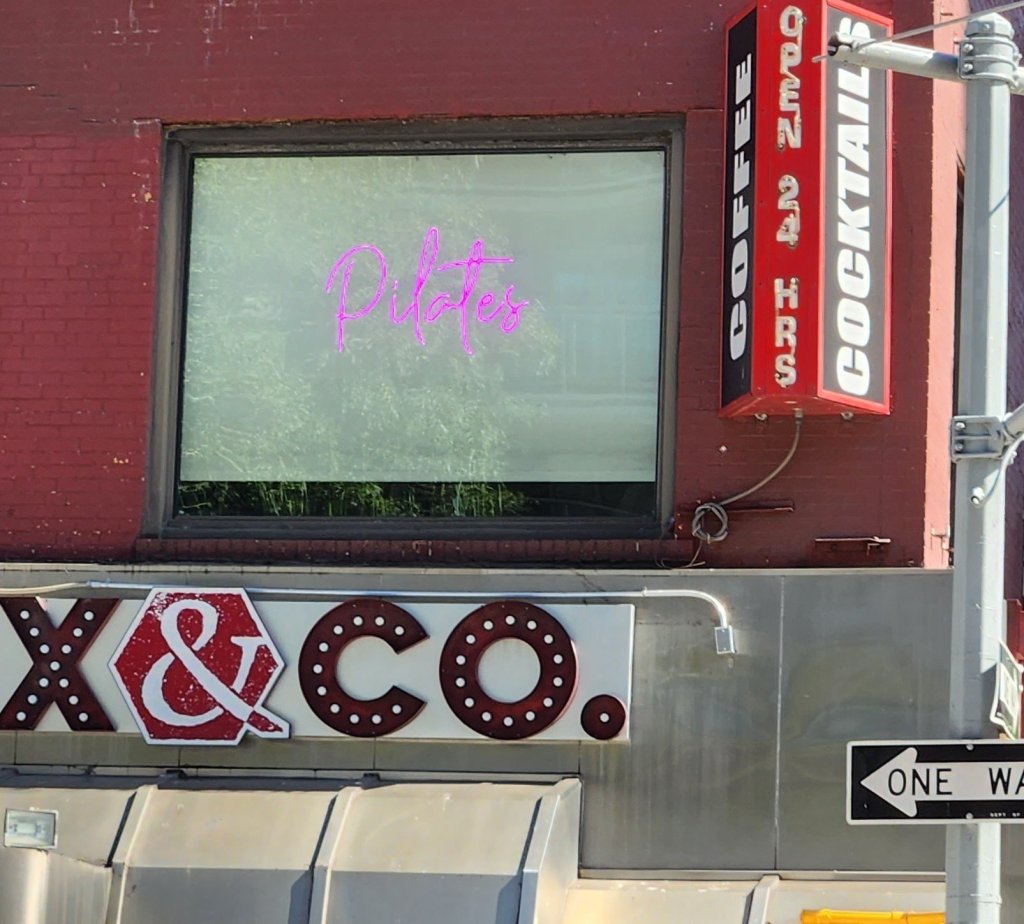 Pilates
COFFEE
OPEN 24 HRS
COCKTAILS
X&CO.
ONE WA